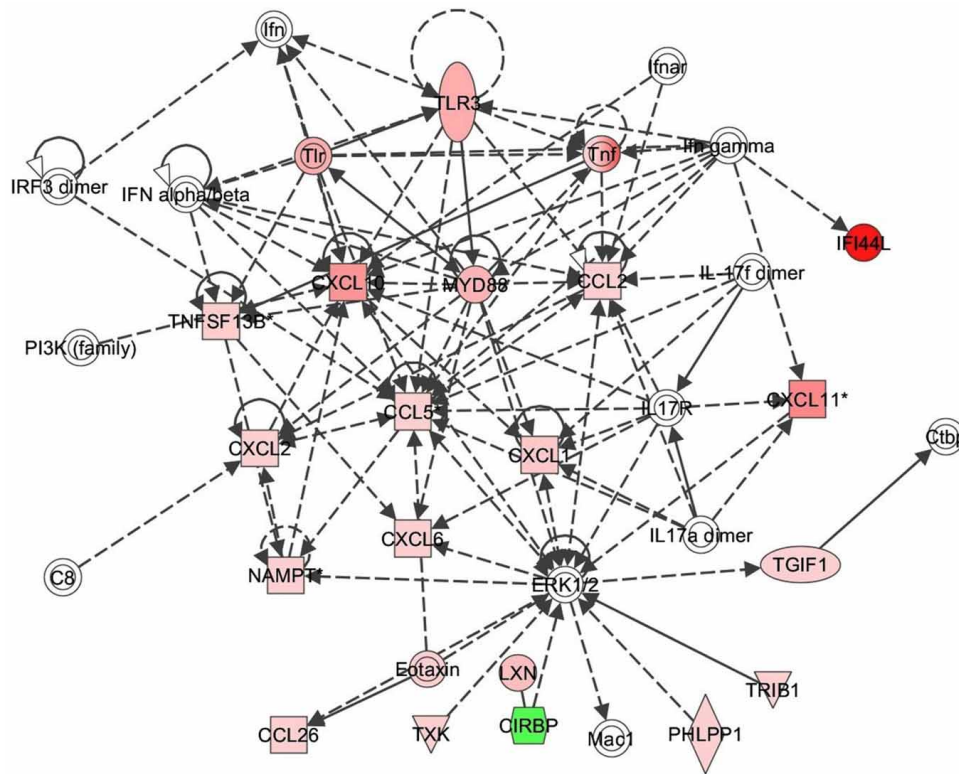 Ifn
Ifnar
TLR3
Tlr
Tnf
Ifn gamma
IRF3 dimer
IFN alpha/beta
IFI44L
CXCL10
MYD88
CCL2
IL-17f dimer
TNFSF13B*
PI3K (family)
CCL5*
IL17R
CXCL11*
CXCL2
CXCL1
Ctbp
CXCL6
IL17a dimer
C8
NAMPT*
ERK1/2
TGIF1
Eotaxin
LXN
TRIB1
CCL26
TXK
CIRBP
Mac1
PHLPP1